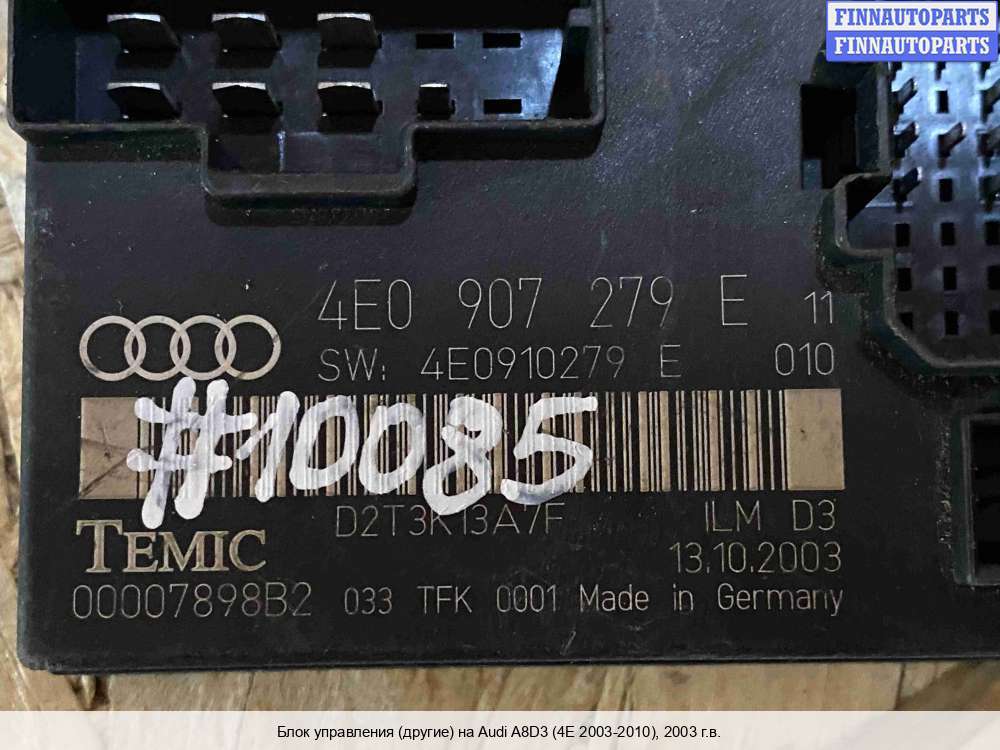 FINNAUTOPARTS
FINNAUTOPARTS
4E0 907 279 E 11
SW: 4E0910279 E 010
#10085
D2T3K13A7F ILM D3
TEMIC 13.10.2003
00007898B2 033 TFK 0001 Made in Germany
Блок управления (другие) на Audi A8D3 (4E 2003-2010), 2003 г.в.